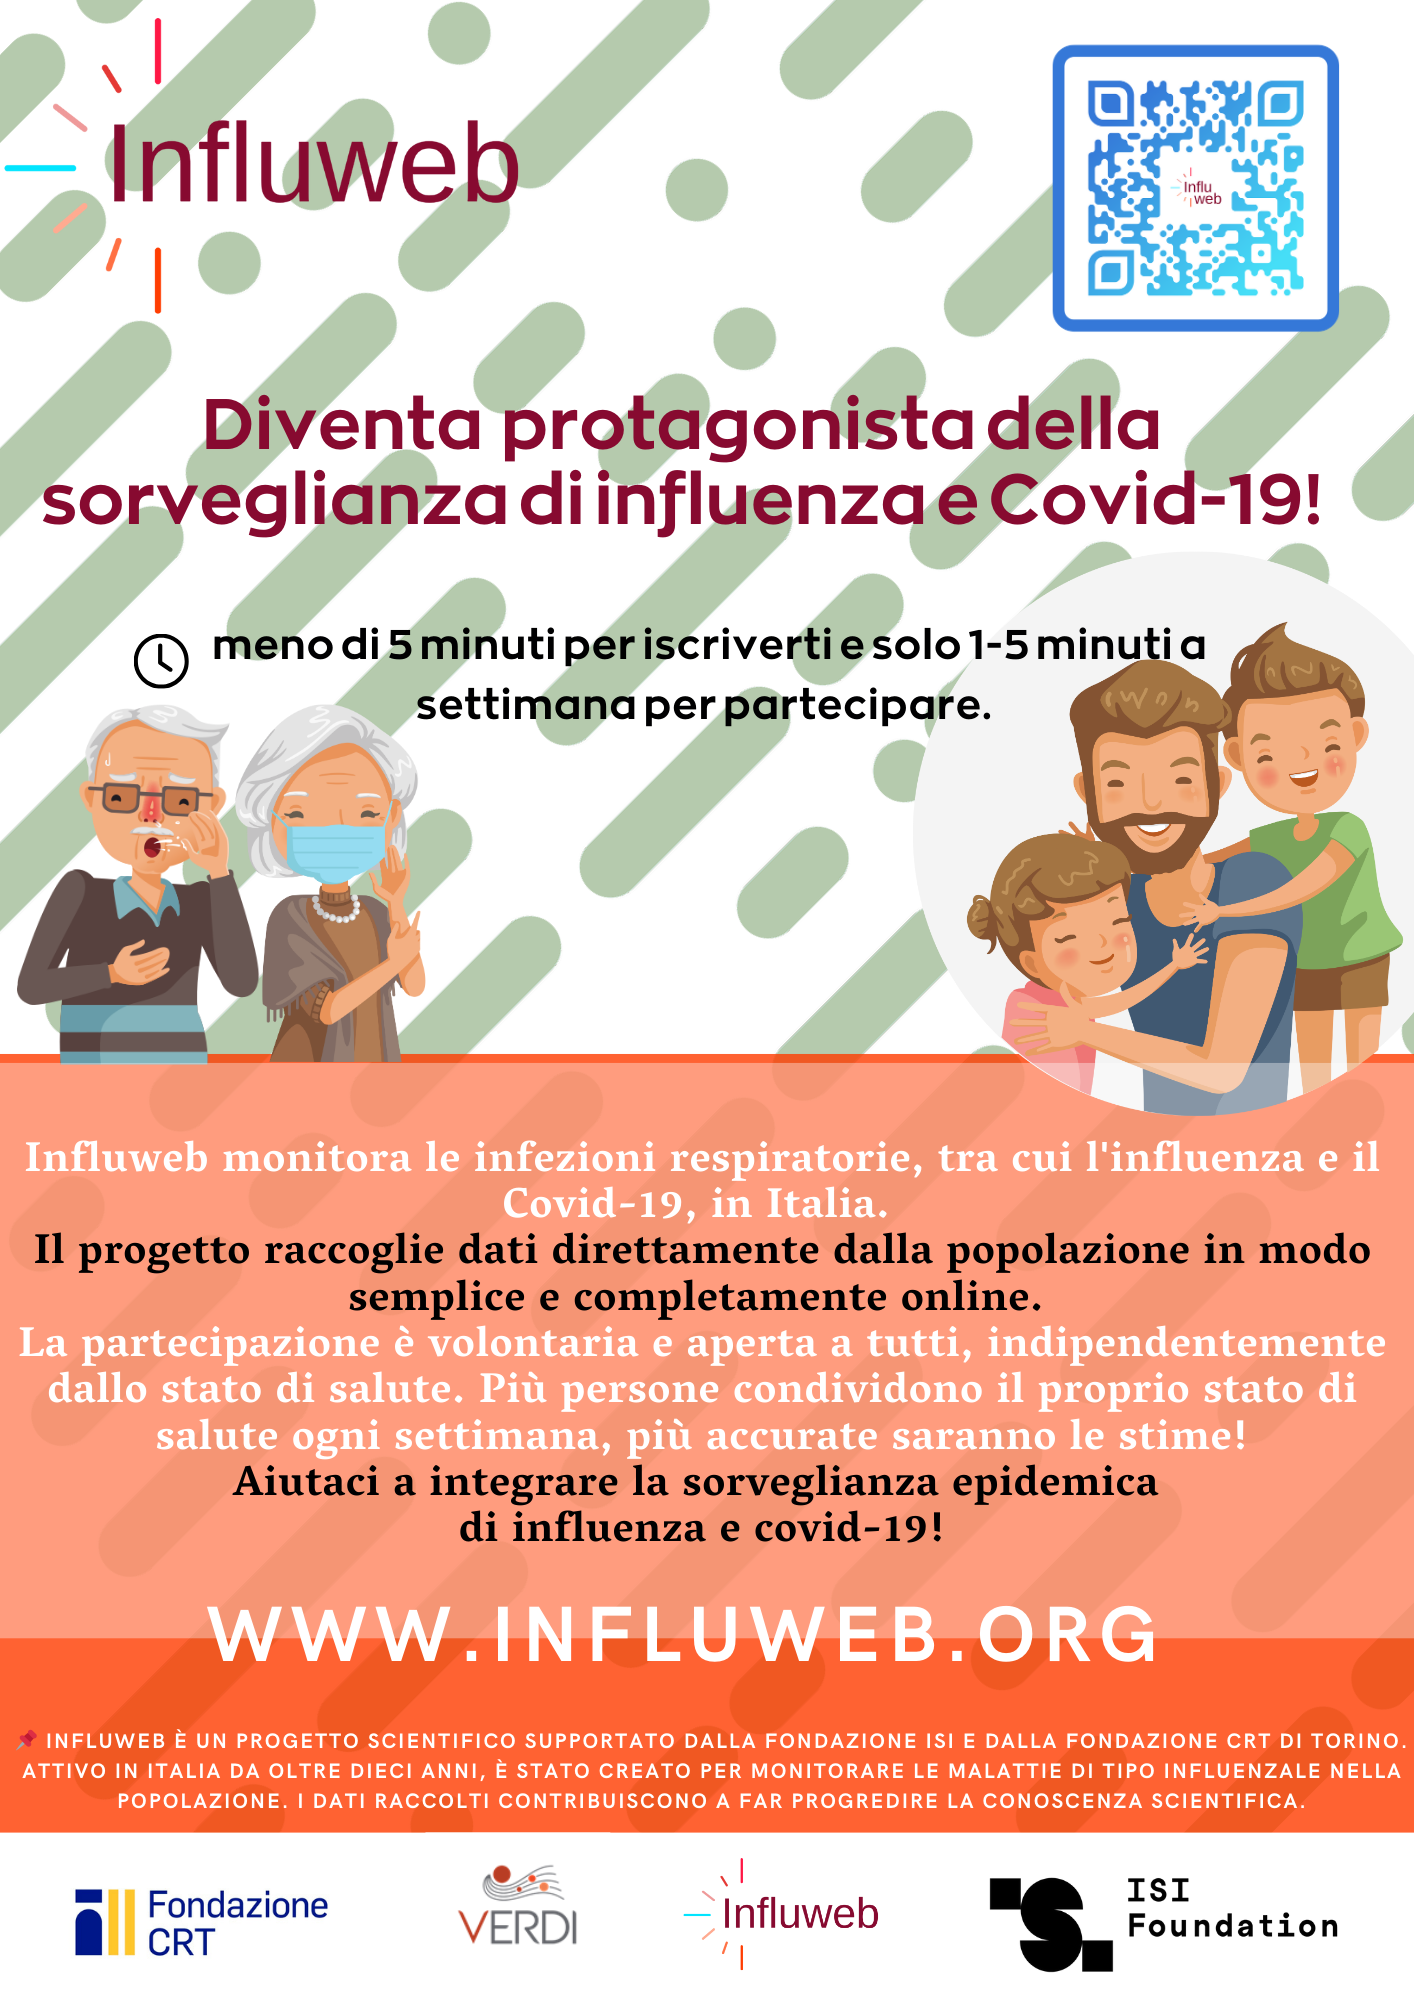 Influweb
Influ
web
Diventa protagonista della
sorveglianza di influenza e Covid-19!
meno di 5 minuti per iscriverti e solo 1-5 minuti a
settimana per partecipare.
Influweb monitora le infezioni respiratorie, tra cui l'influenza e il
Covid-19, in Italia.
Il progetto raccoglie dati direttamente dalla popolazione in modo
semplice e completamente online.
La partecipazione è volontaria e aperta a tutti, indipendentemente
dallo stato di salute. Più persone condividono il proprio stato di
salute ogni settimana, più accurate saranno le stime!
Aiutaci a integrare la sorveglianza epidemica
di influenza e covid-19!
WWW.INFLUWEB.ORG
📌 INFLUWEB È UN PROGETTO SCIENTIFICO SUPPORTATO DALLA FONDAZIONE ISI E DALLA FONDAZIONE CRT DI TORINO.
ATTIVO IN ITALIA DA OLTRE DIECI ANNI, È STATO CREATO PER MONITORARE LE MALATTIE DI TIPO INFLUENZALE NELLA
POPOLAZIONE. I DATI RACCOLTI CONTRIBUISCONO A FAR PROGREDIRE LA CONOSCENZA SCIENTIFICA.
Fondazione
CRT
VERDI
Influweb
ISI
Foundation